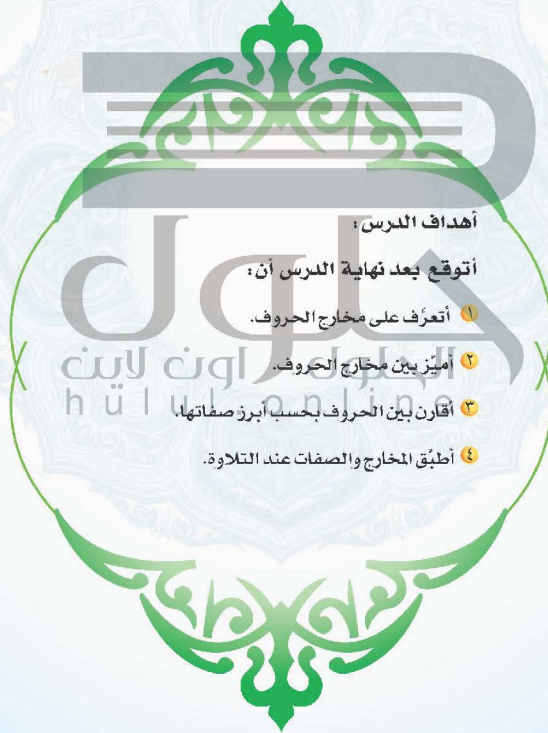 أهداف الدرس:
أتوقع بعد نهاية الدرس أن:
١ أتعرَّف على مخارج الحروف.
٢ أميِّز بين مخارج الحروف.
٣ أقارن بين الحروف بحسب أبرز صفاتها.
٤ أطبِّق المخارج والصفات عند التلاوة.
حلول
الحلول اون لاين
hulul online